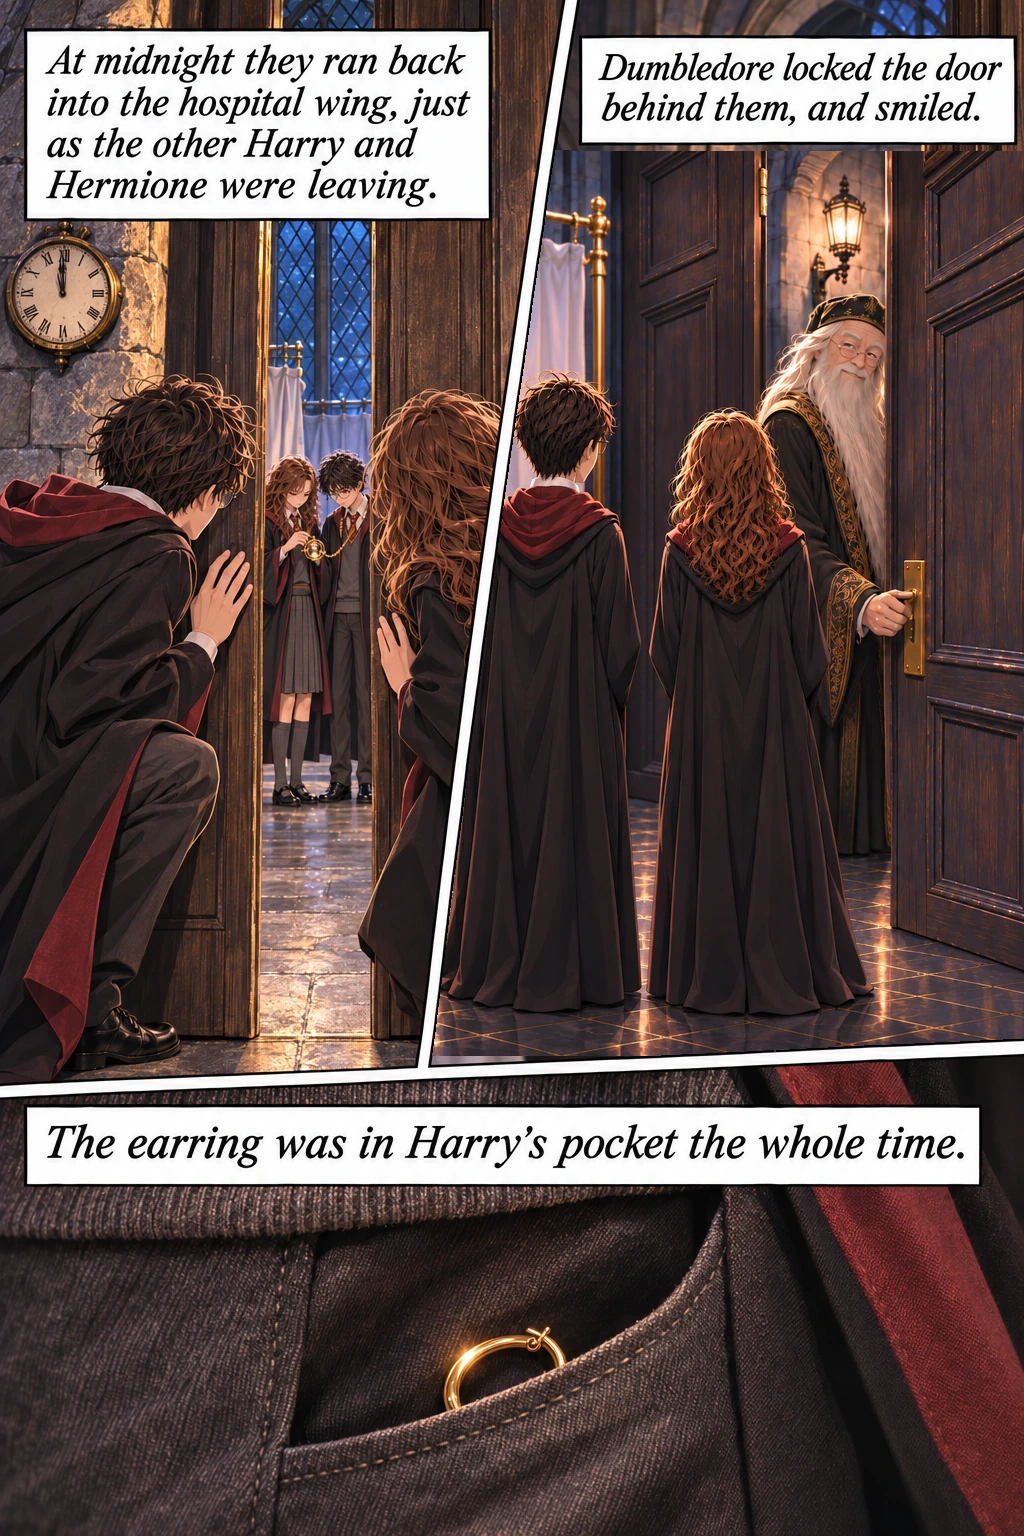 At midnight they ran back
into the hospital wing, just
as the other Harry and
Hermione were leaving.
Dumbledore locked the door
behind them, and smiled.
The earring was in Harry’s pocket the whole time.